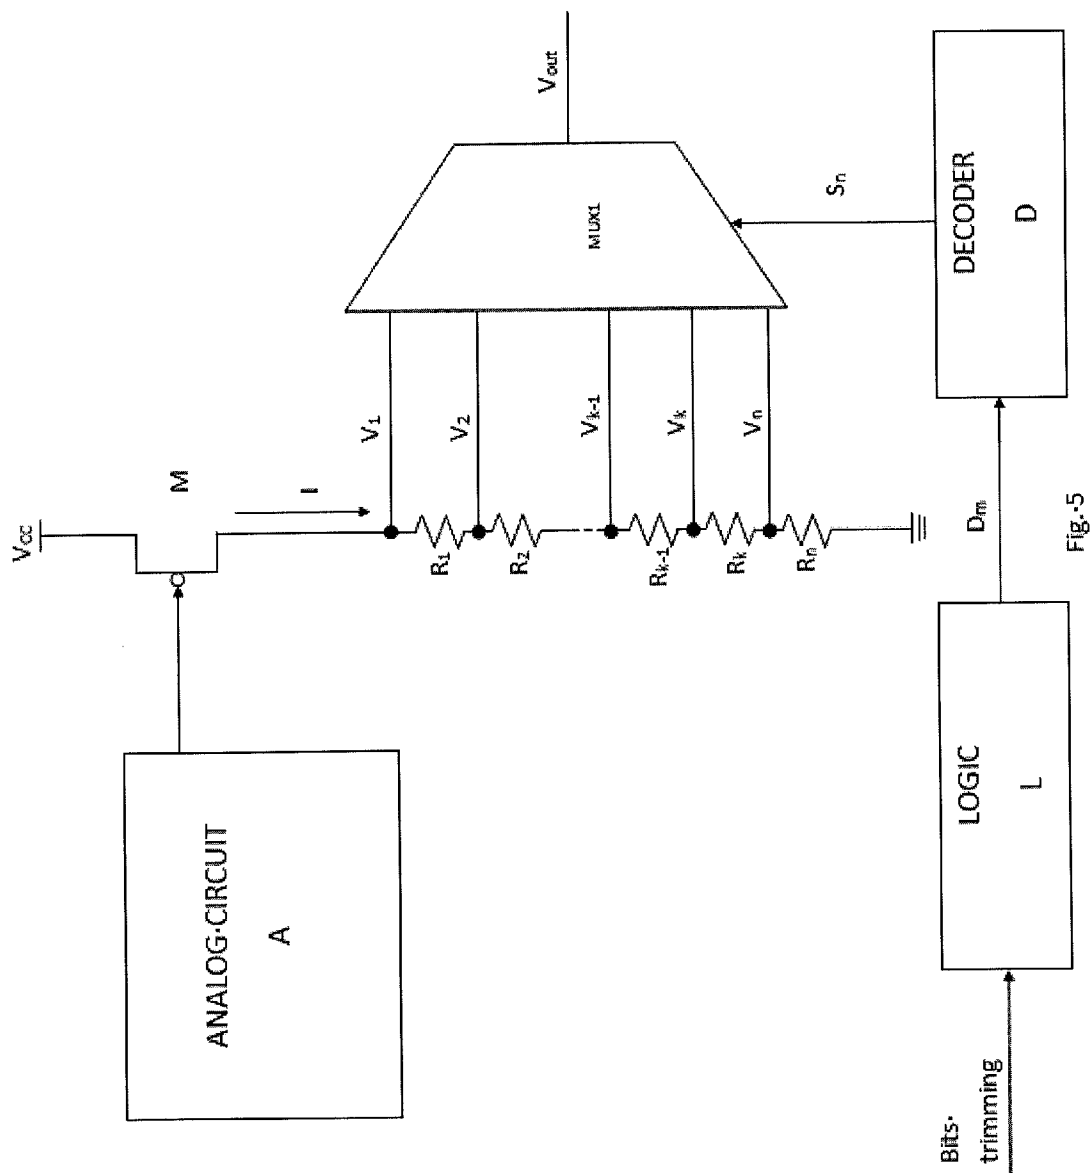 Vcc
M
I
ANALOG·CIRCUIT
A
V1
V2
Vk-1
Vk
Vn
R1
R2
Rk-1
Rk
Rn
MUX1
Vout
Sn
Bits·
trimming
LOGIC
L
Dm
DECODER
D
Fig.·5